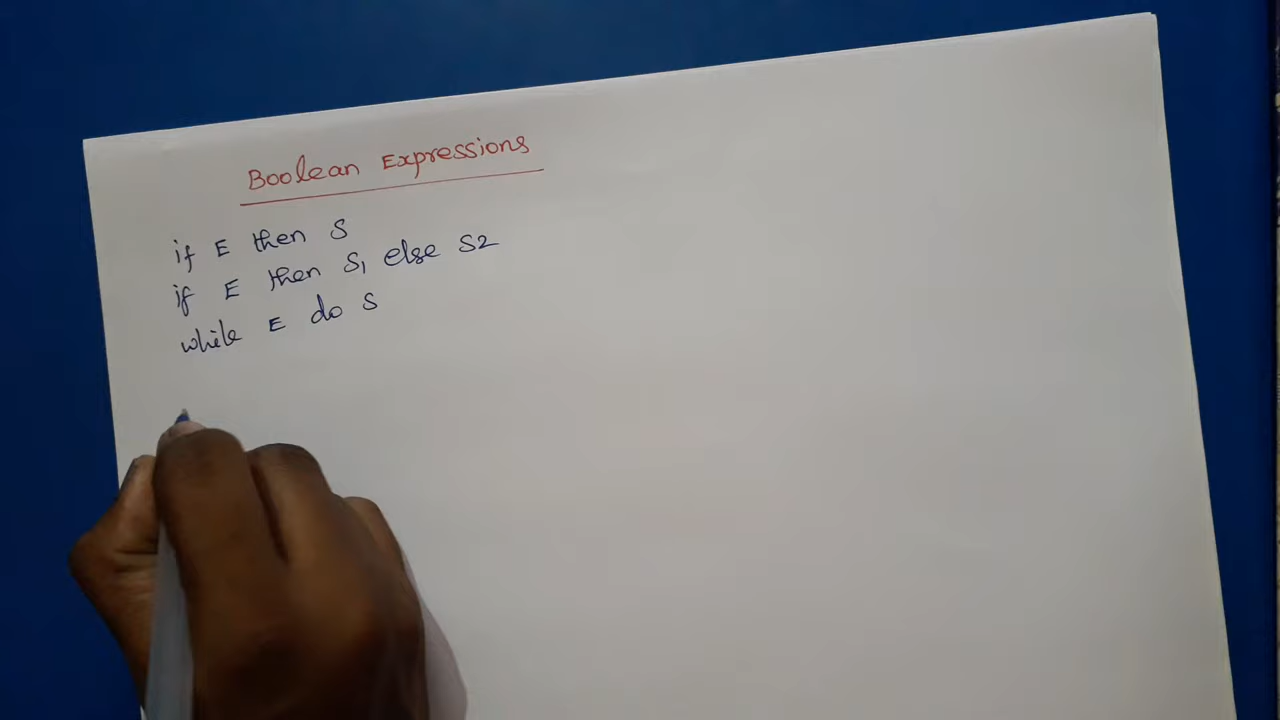 Boolean Expressions
if E then S
if E then S1 else S2
while E do S